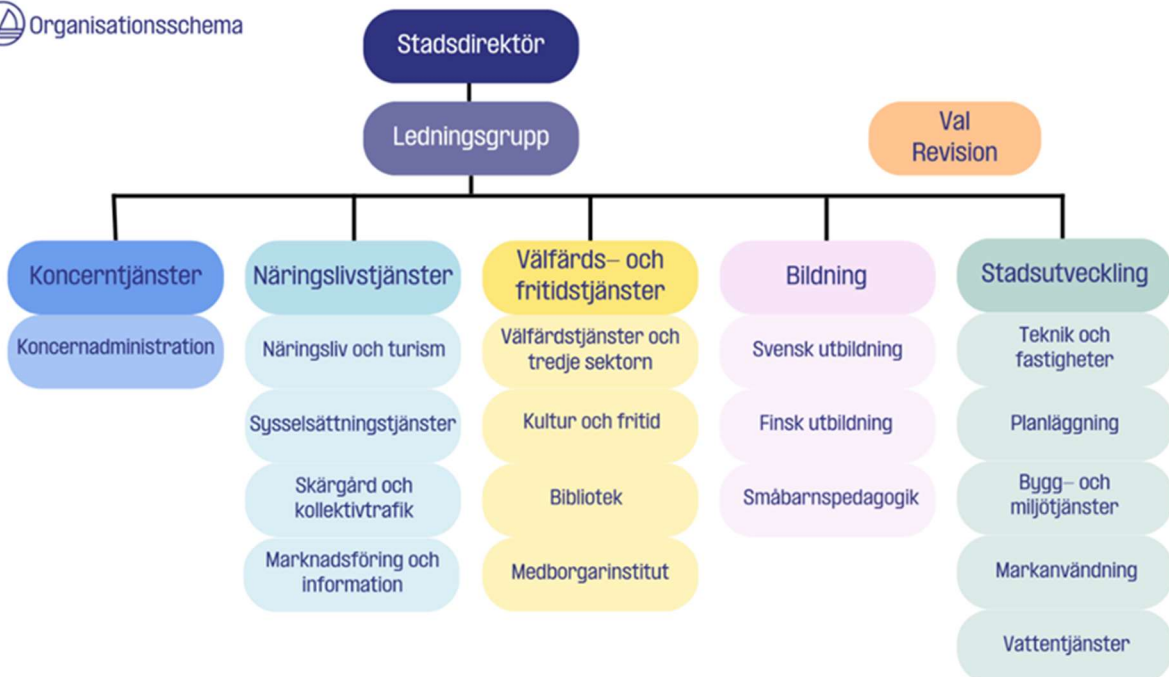 Organisationsschema
Stadsdirektör
Ledningsgrupp
Val
Revision
Koncerntjänster
Koncernadministration
Näringslivstjänster
Näringsliv och turism
Sysselsättningstjänster
Skärgård och
kollektivtrafik
Marknadsföring och
information
Välfärds– och
fritidstjänster
Välfärdstjänster och
tredje sektorn
Kultur och fritid
Bibliotek
Medborgarinstitut
Bildning
Svensk utbildning
Finsk utbildning
Småbarnspedagogik
Stadsutveckling
Teknik och
fastigheter
Planläggning
Bygg– och
miljötjänster
Markanvändning
Vattentjänster